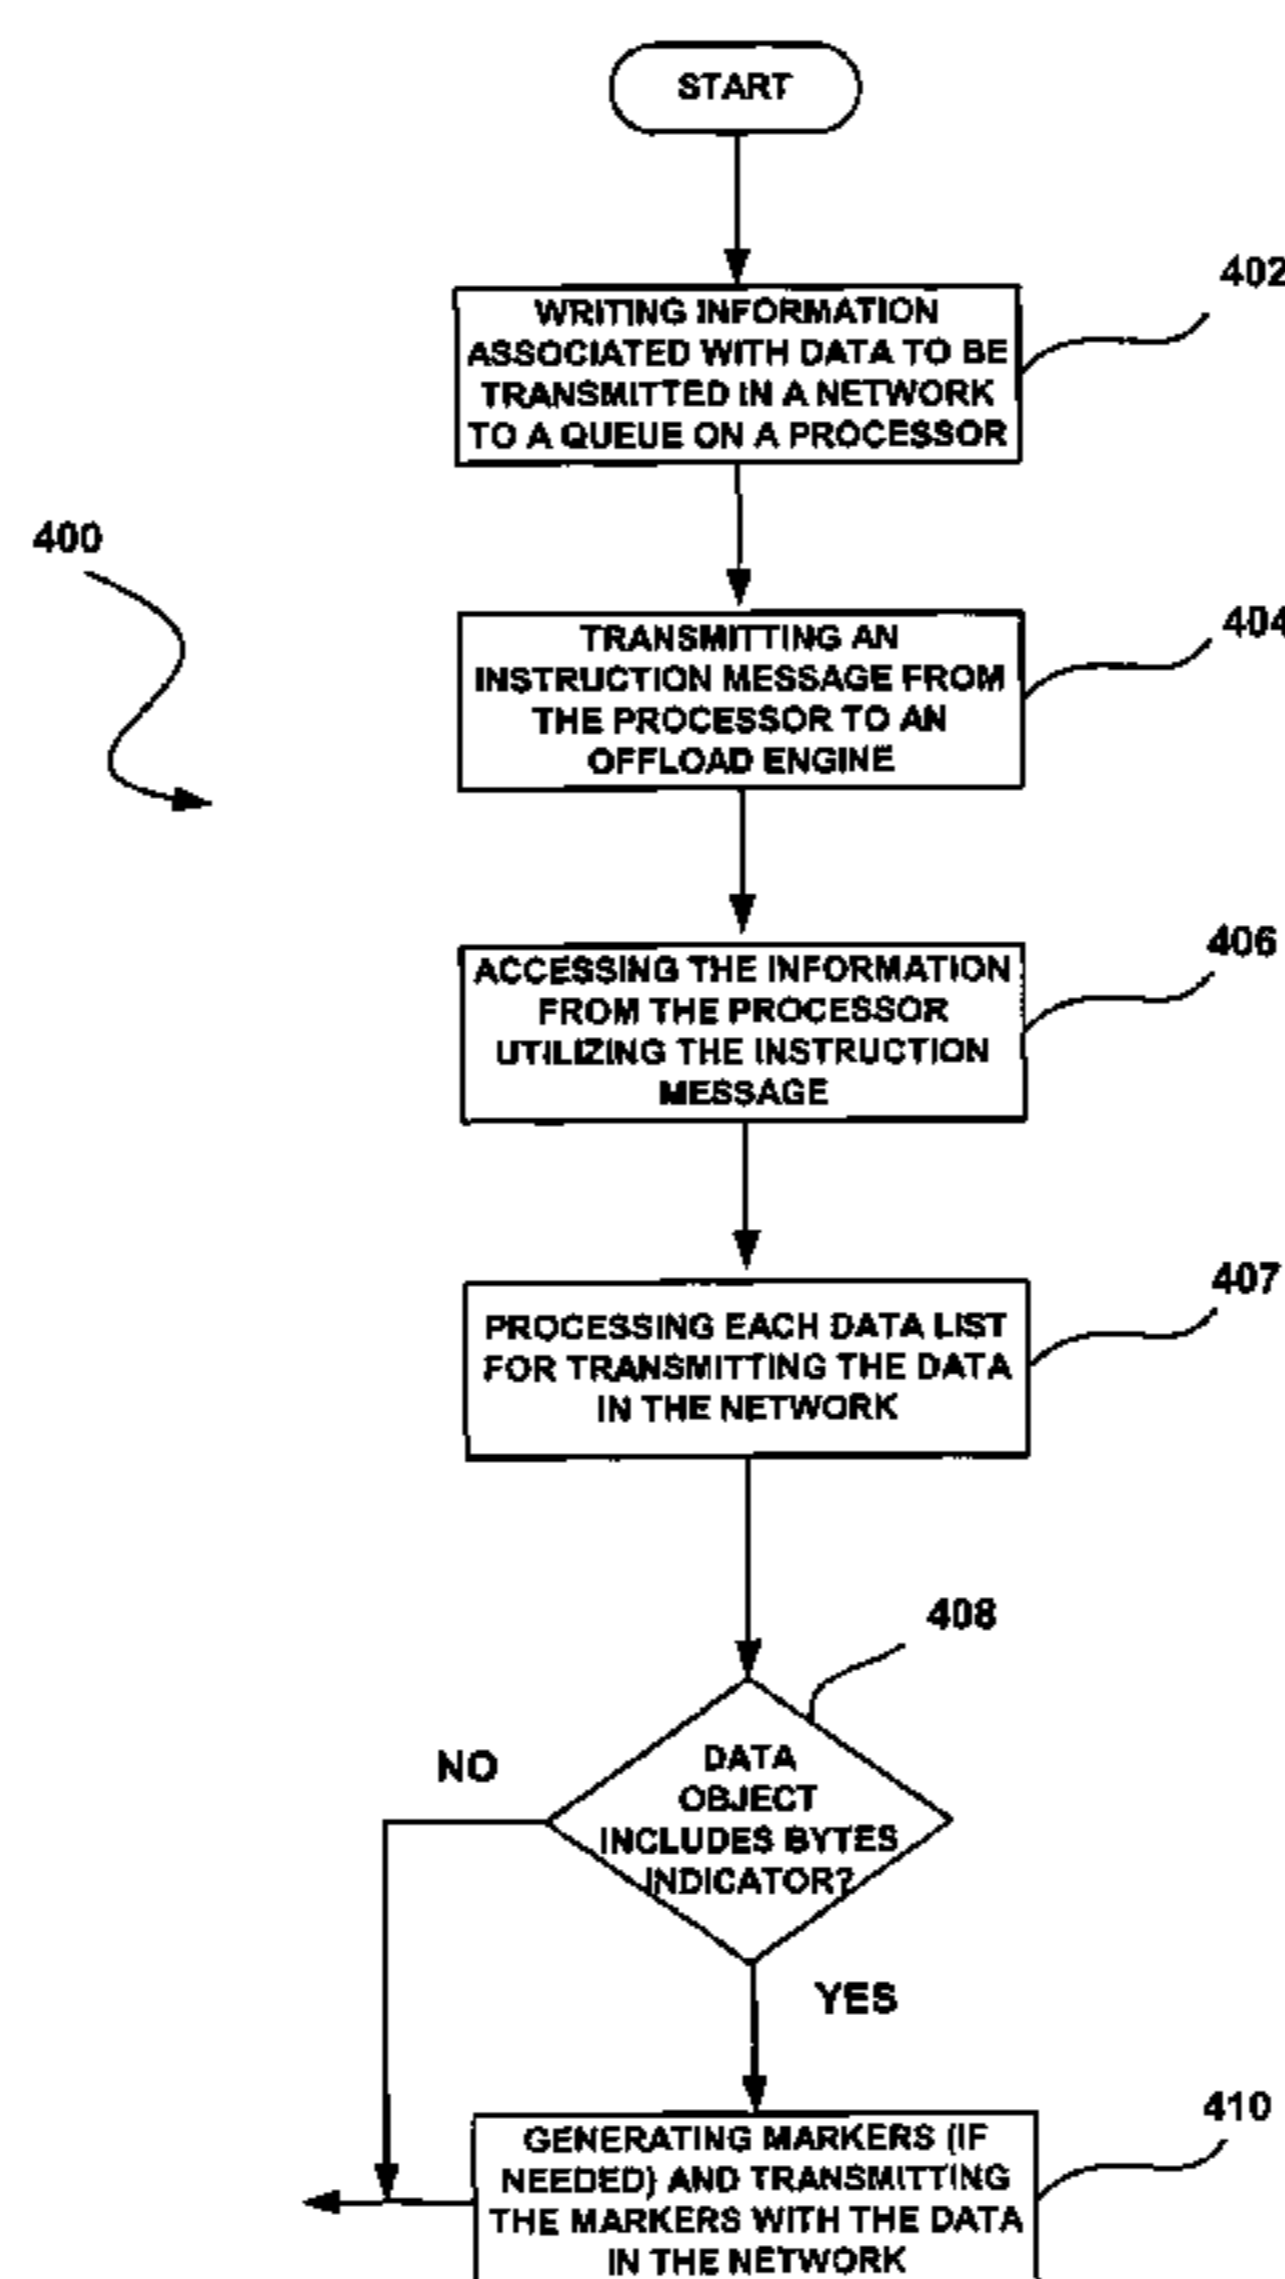 START
402
WRITING INFORMATION
ASSOCIATED WITH DATA TO BE
TRANSMITTED IN A NETWORK
TO A QUEUE ON A PROCESSOR
400
404
TRANSMITTING AN
INSTRUCTION MESSAGE FROM
THE PROCESSOR TO AN
OFFLOAD ENGINE
406
ACCESSING THE INFORMATION
FROM THE PROCESSOR
UTILIZING THE INSTRUCTION
MESSAGE
407
PROCESSING EACH DATA LIST
FOR TRANSMITTING THE DATA
IN THE NETWORK
408
NO
DATA
OBJECT
INCLUDES BYTES
INDICATOR?
YES
410
GENERATING MARKERS (IF
NEEDED) AND TRANSMITTING
THE MARKERS WITH THE DATA
IN THE NETWORK